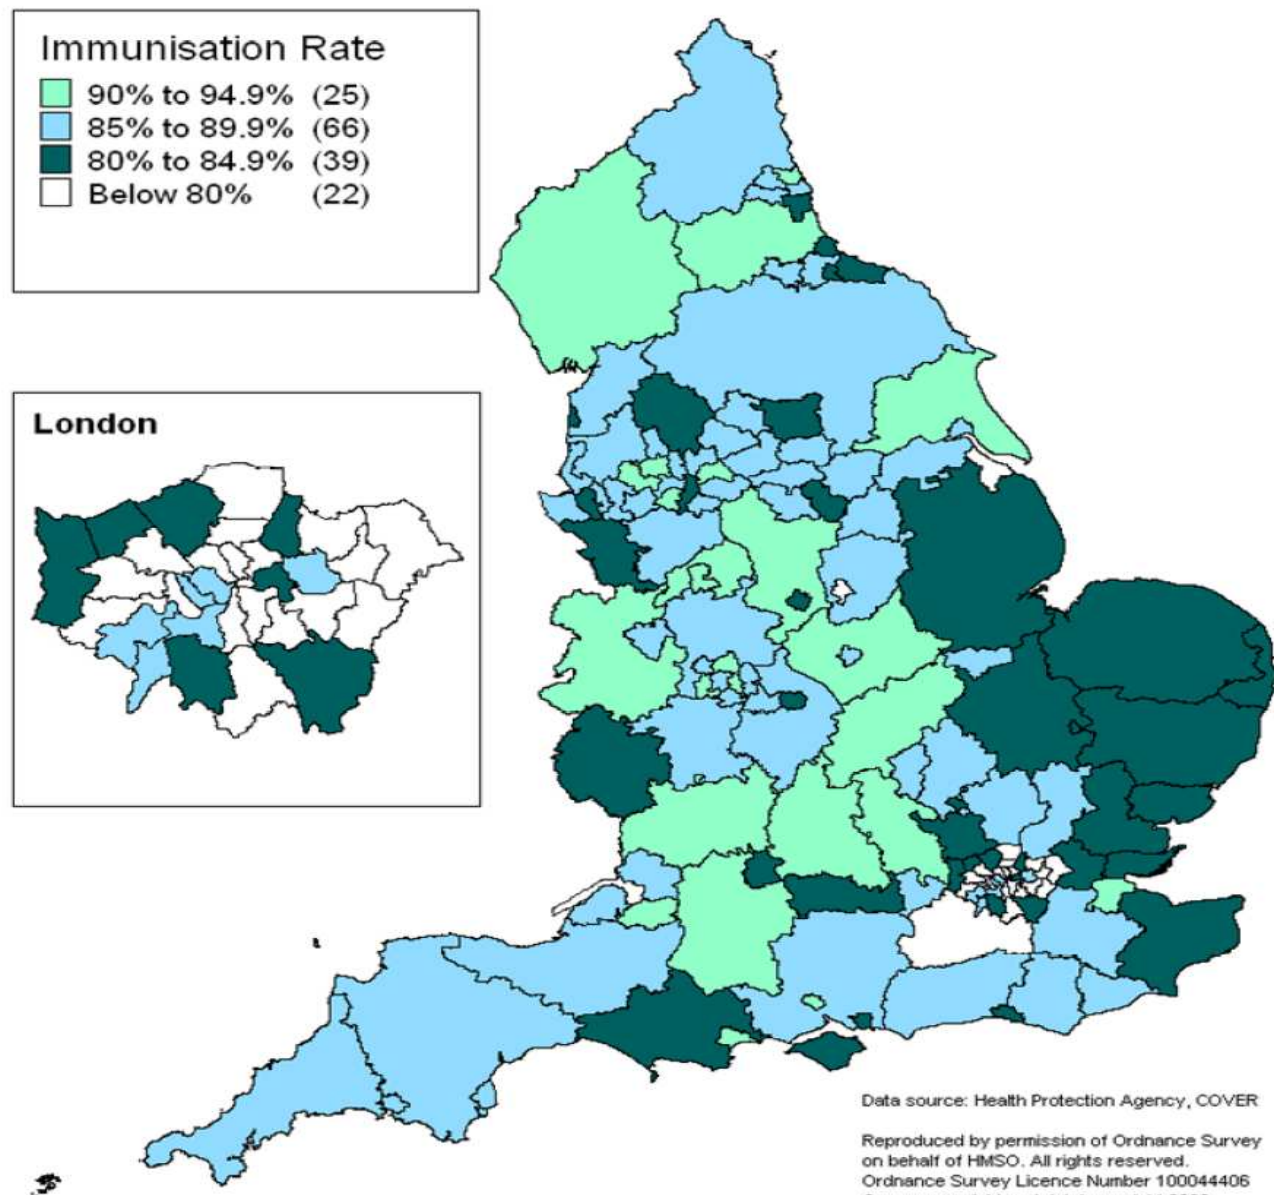 Immunisation Rate
90% to 94.9% (25)
85% to 89.9% (66)
80% to 84.9% (39)
Below 80% (22)
London
Data source: Health Protection Agency, COVER
Reproduced by permission of Ordnance Survey
on behalf of HMSO. All rights reserved.
Ordnance Survey Licence Number 100044406